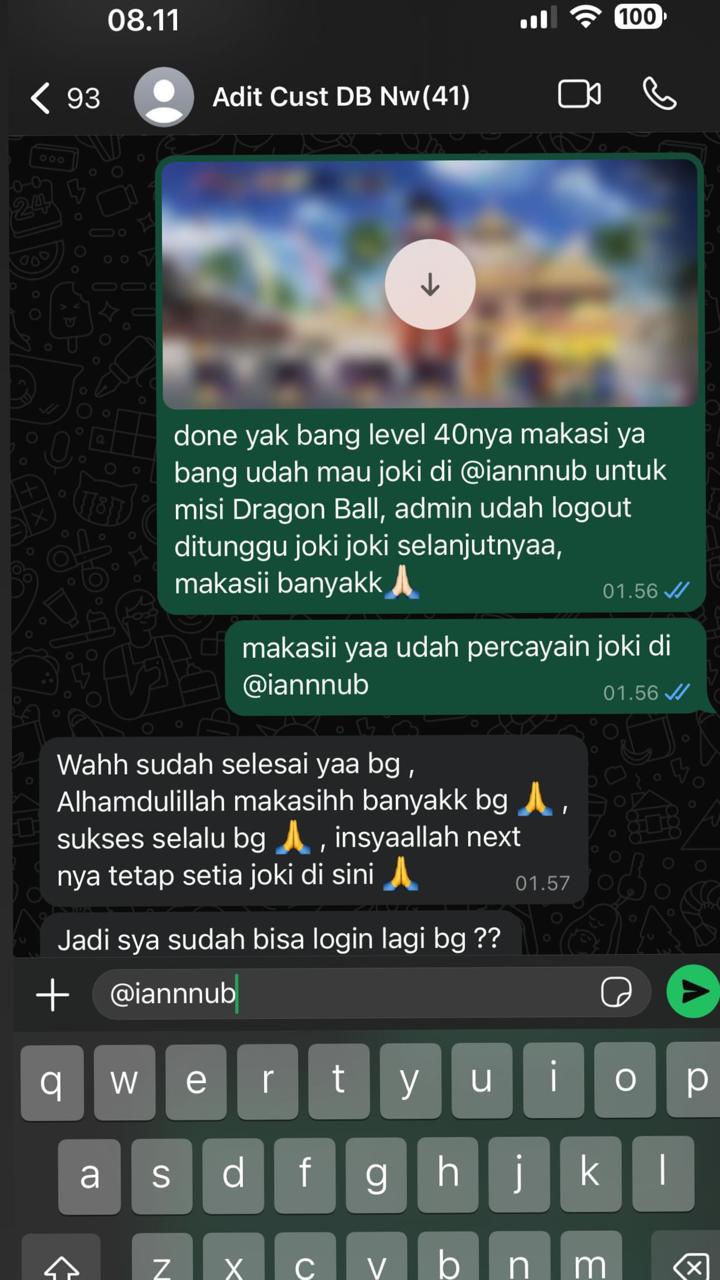 08.11
100
93
Adit Cust DB Nw(41)
done yak bang level 40nya makasi ya
bang udah mau joki di @iannnub untuk
misi Dragon Ball, admin udah logout
ditunggu joki joki selanjutnyaa,
makasii banyakk🙏🏻
01.56
makasii yaa udah percayain joki di
@iannnub
01.56
Wahh sudah selesai yaa bg ,
Alhamdulillah makasihh banyakk bg 🙏 ,
sukses selalu bg 🙏 , insyaallah next
nya tetap setia joki di sini 🙏
01.57
Jadi sya sudah bisa login lagi bg ??
@iannnub
q w e r t y u i o p
a s d f g h j k l
z x c v b n m